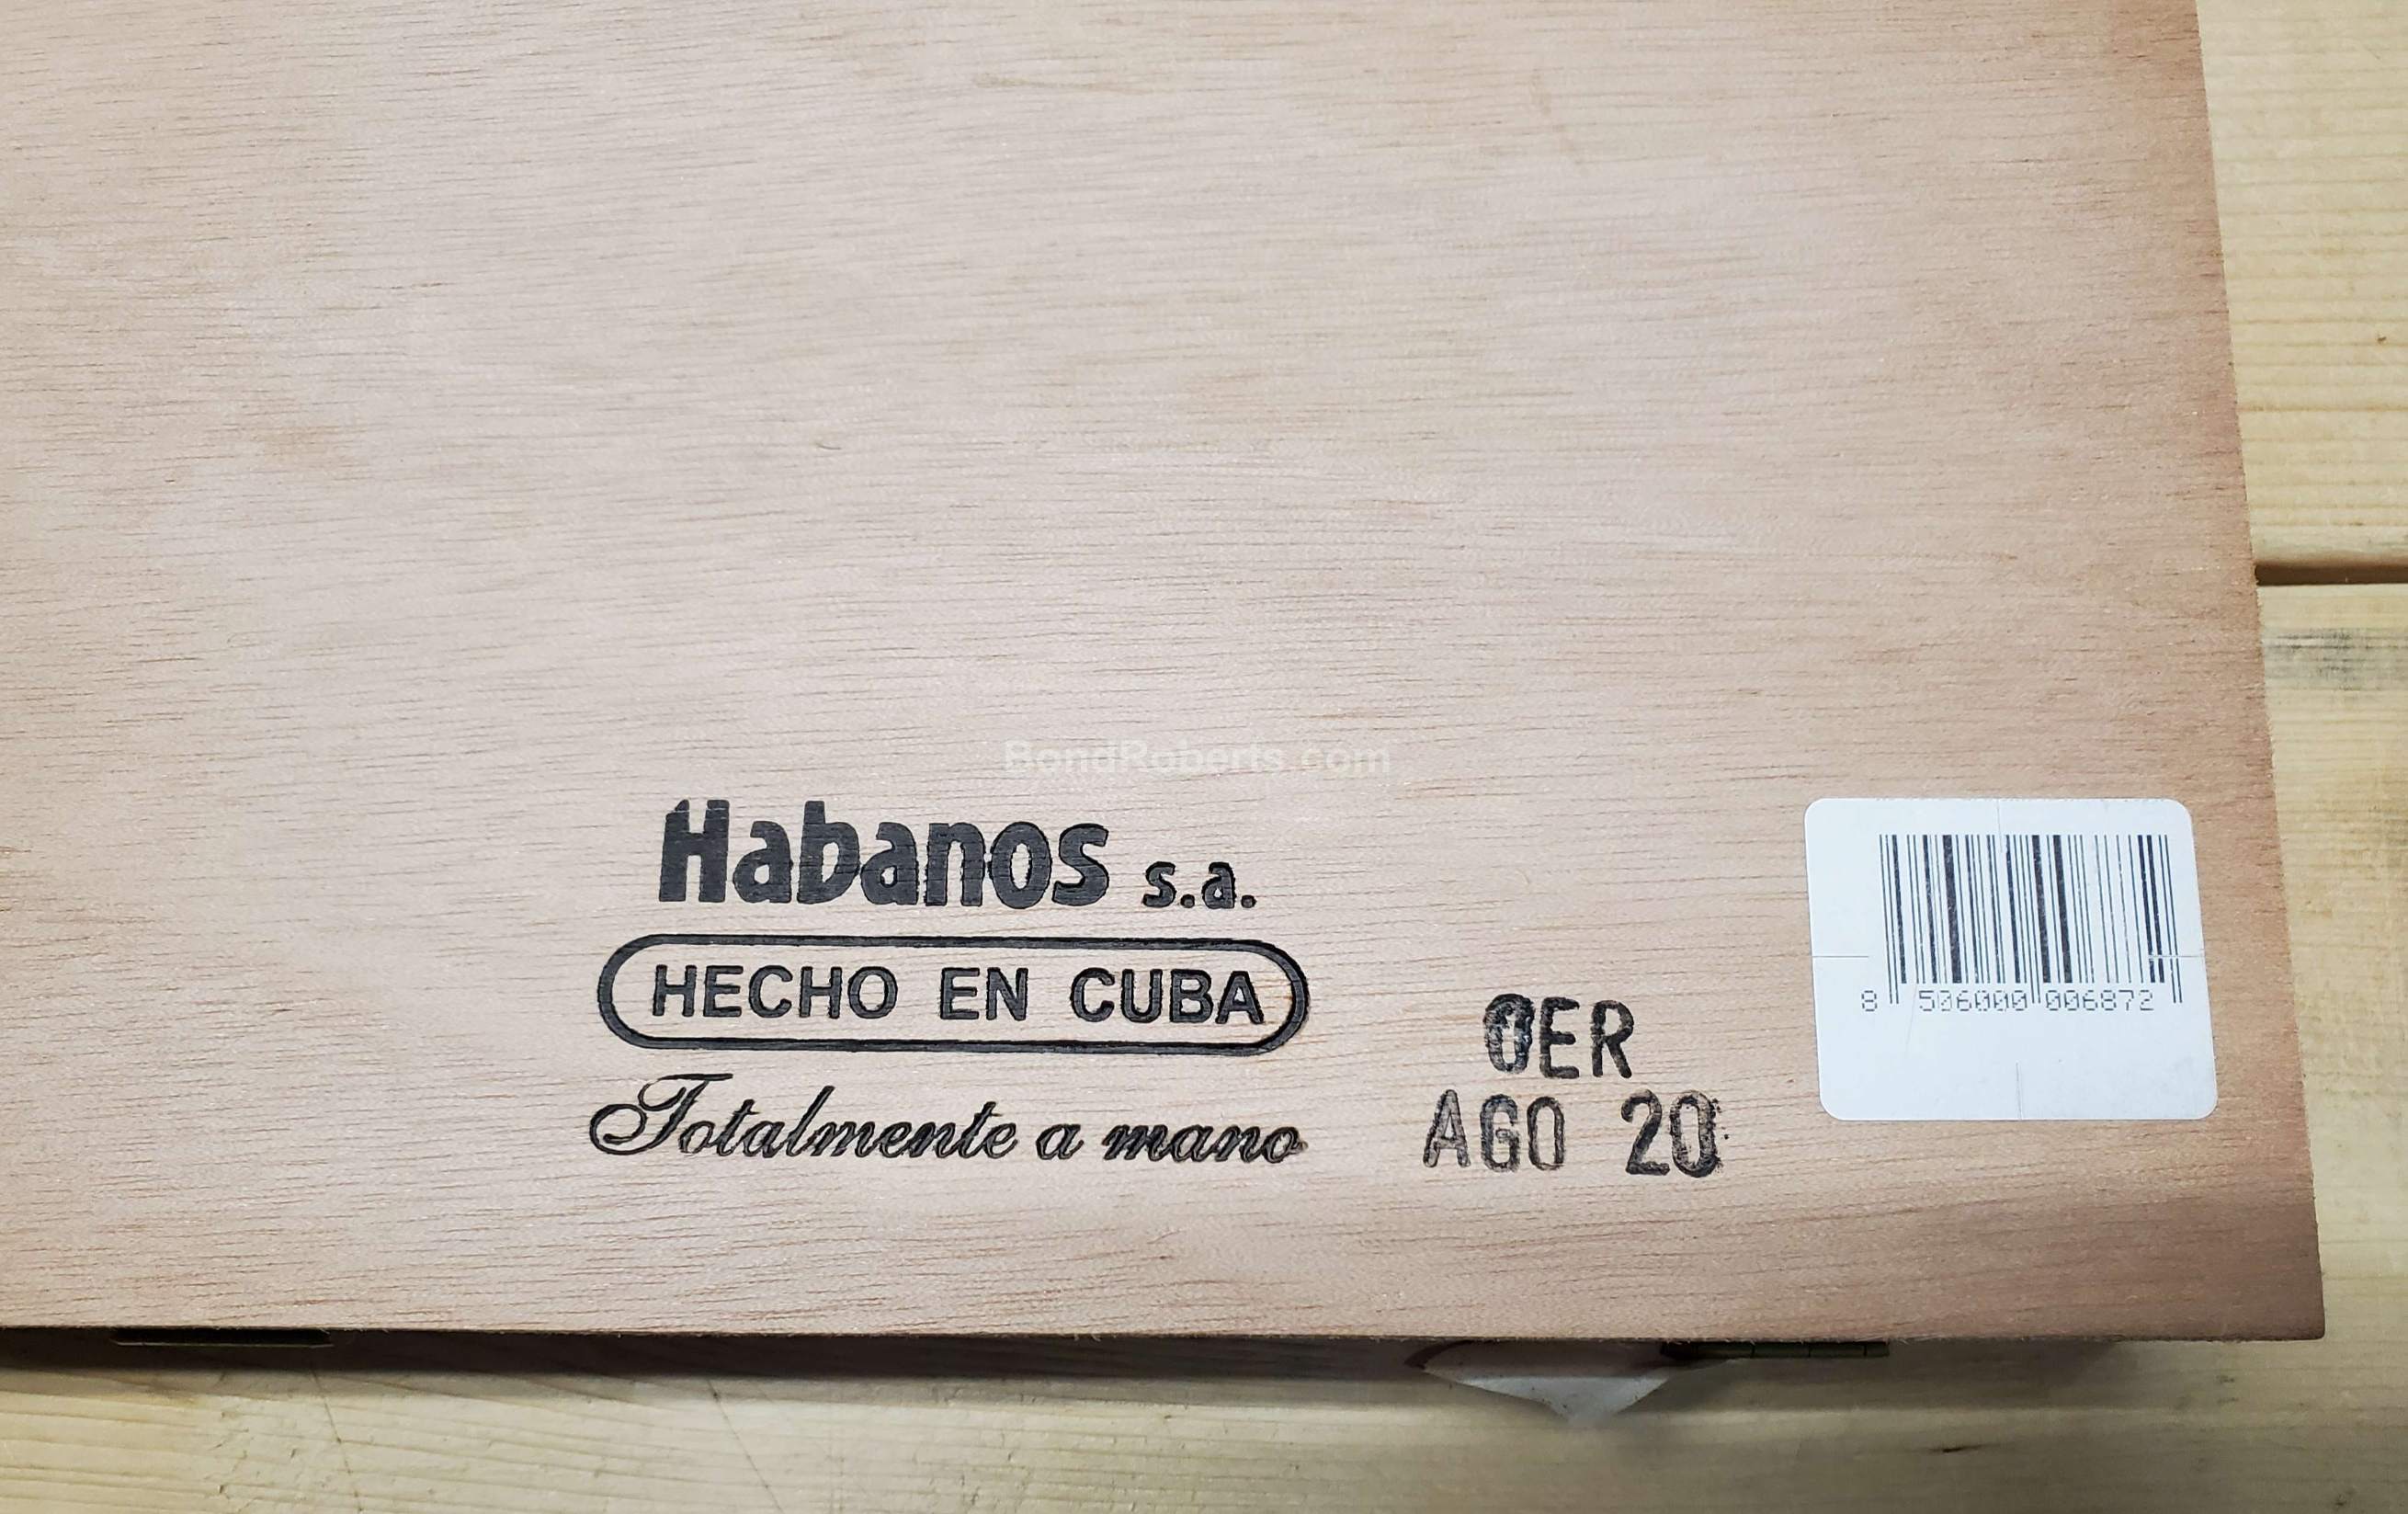 BondRoberts.com
Habanos s.a.
HECHO EN CUBA
Totalmente a mano
OER
AGO 20
8 506000 006872